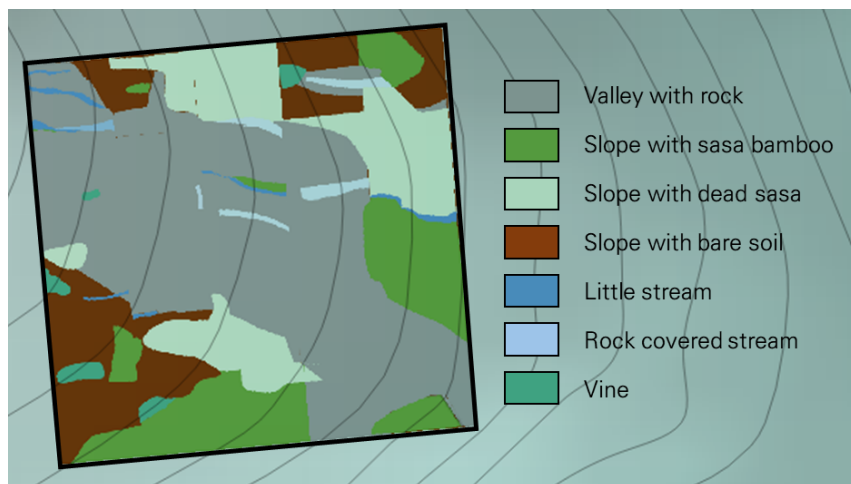 Valley with rock
Slope with sasa bamboo
Slope with dead sasa
Slope with bare soil
Little stream
Rock covered stream
Vine